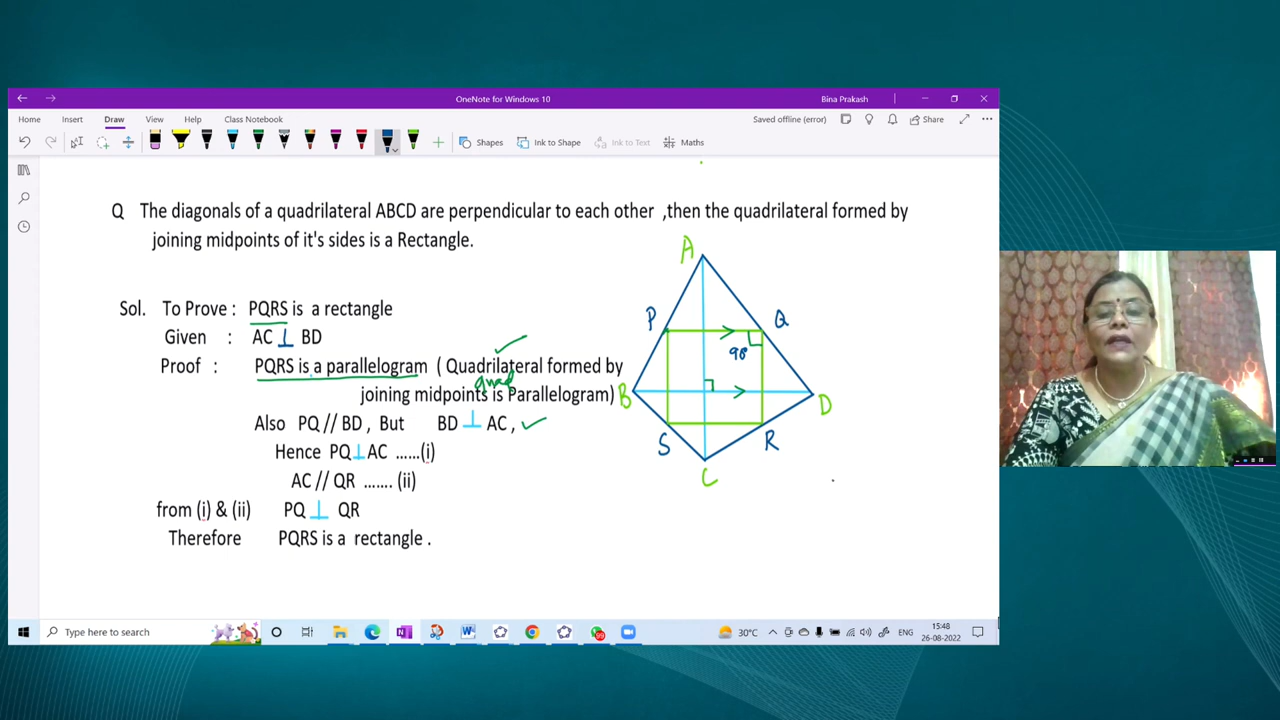 OneNote for Windows 10
Bina Prakash
Home Insert Draw View Help Class Notebook
Saved offline (error) Share
Shapes Ink to Shape Ink to Text Maths
Q The diagonals of a quadrilateral ABCD are perpendicular to each other ,then the quadrilateral formed by
joining midpoints of it's sides is a Rectangle.
Sol. To Prove : PQRS is a rectangle
Given : AC ⊥ BD
Proof : PQRS is a parallelogram ( Quadrilateral formed by
quad
joining midpoints is Parallelogram)
Also PQ // BD , But BD ⊥ AC ,
Hence PQ ⊥ AC ......(i)
AC // QR ....... (ii)
from (i) & (ii) PQ ⊥ QR
Therefore PQRS is a rectangle .
A
P Q
90°
B D
S R
C
Type here to search
30°C
ENG
15:48
26-08-2022